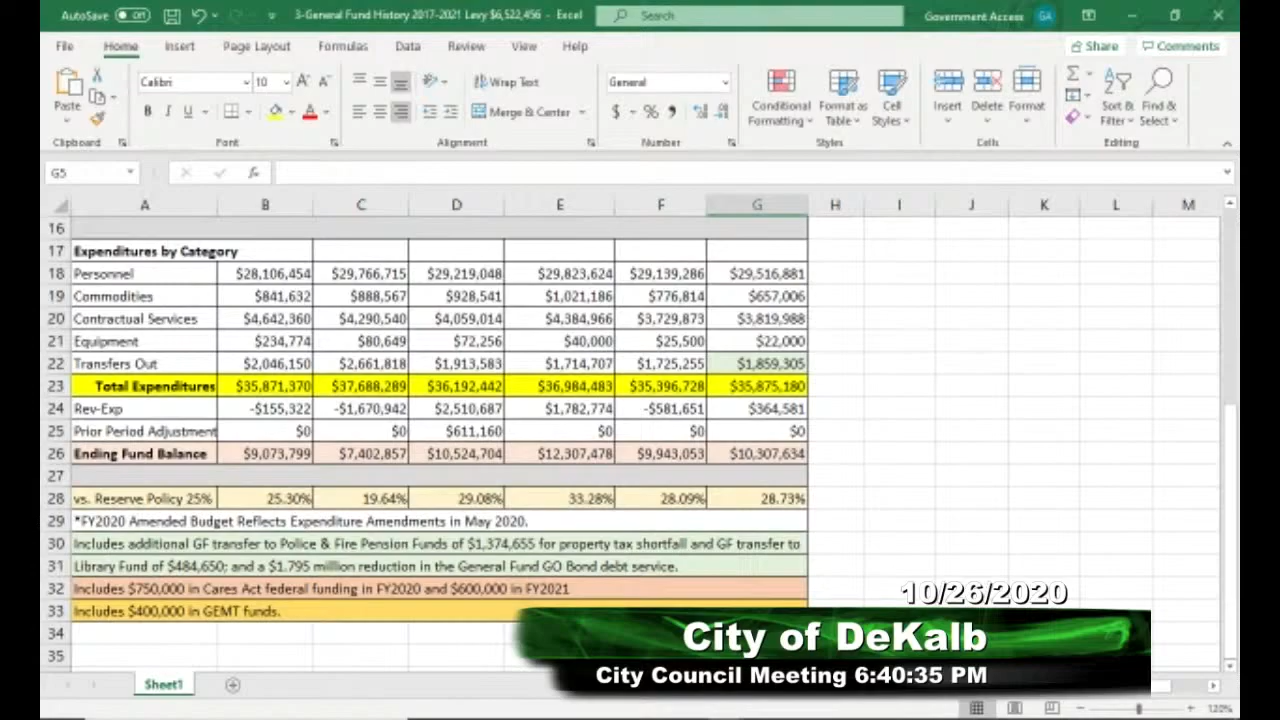 AutoSave Off 3-General Fund History 2017-2021 Levy $6,522,456 - Excel Search Government Access GA
File Home Insert Page Layout Formulas Data Review View Help Share Comments
Calibri 10 Wrap Text General
Paste B I U Merge & Center $ % Conditional Formatting Format as Table Cell Styles Insert Delete Format Sort & Filter Find & Select
Clipboard Font Alignment Number Styles Cells Editing
G5 fx
A B C D E F G H I J K L M
16
17 Expenditures by Category
18 Personnel $28,106,454 $29,766,715 $29,219,048 $29,823,624 $29,139,286 $29,516,881
19 Commodities $841,632 $888,567 $928,541 $1,021,186 $776,814 $657,006
20 Contractual Services $4,642,360 $4,290,540 $4,059,014 $4,384,966 $3,729,873 $3,819,988
21 Equipment $234,774 $80,649 $72,256 $40,000 $25,500 $22,000
22 Transfers Out $2,046,150 $2,661,818 $1,913,583 $1,714,707 $1,725,255 $1,859,305
23 Total Expenditures $35,871,370 $37,688,289 $36,192,442 $36,984,483 $35,396,728 $35,875,180
24 Rev-Exp -$155,322 -$1,670,942 $2,510,687 $1,782,774 -$581,651 $364,581
25 Prior Period Adjustment $0 $0 $611,160 $0 $0 $0
26 Ending Fund Balance $9,073,799 $7,402,857 $10,524,704 $12,307,478 $9,943,053 $10,307,634
27
28 vs. Reserve Policy 25% 25.30% 19.64% 29.08% 33.28% 28.09% 28.73%
29 *FY2020 Amended Budget Reflects Expenditure Amendments in May 2020.
30 Includes additional GF transfer to Police & Fire Pension Funds of $1,374,655 for property tax shortfall and GF transfer to
31 Library Fund of $484,650; and a $1.795 million reduction in the General Fund GO Bond debt service.
32 Includes $750,000 in Cares Act federal funding in FY2020 and $600,000 in FY2021
33 Includes $400,000 in GEMT funds.
34
35
10/26/2020
City of DeKalb
City Council Meeting 6:40:35 PM
Sheet1
120%